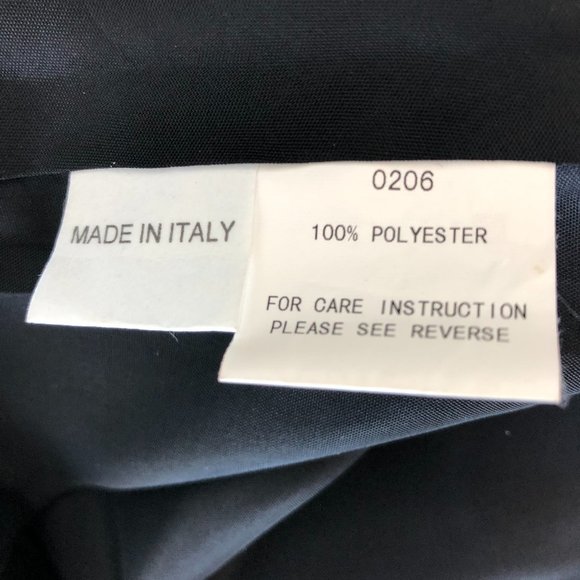 MADE IN ITALY
0206
100% POLYESTER
FOR CARE INSTRUCTION
PLEASE SEE REVERSE